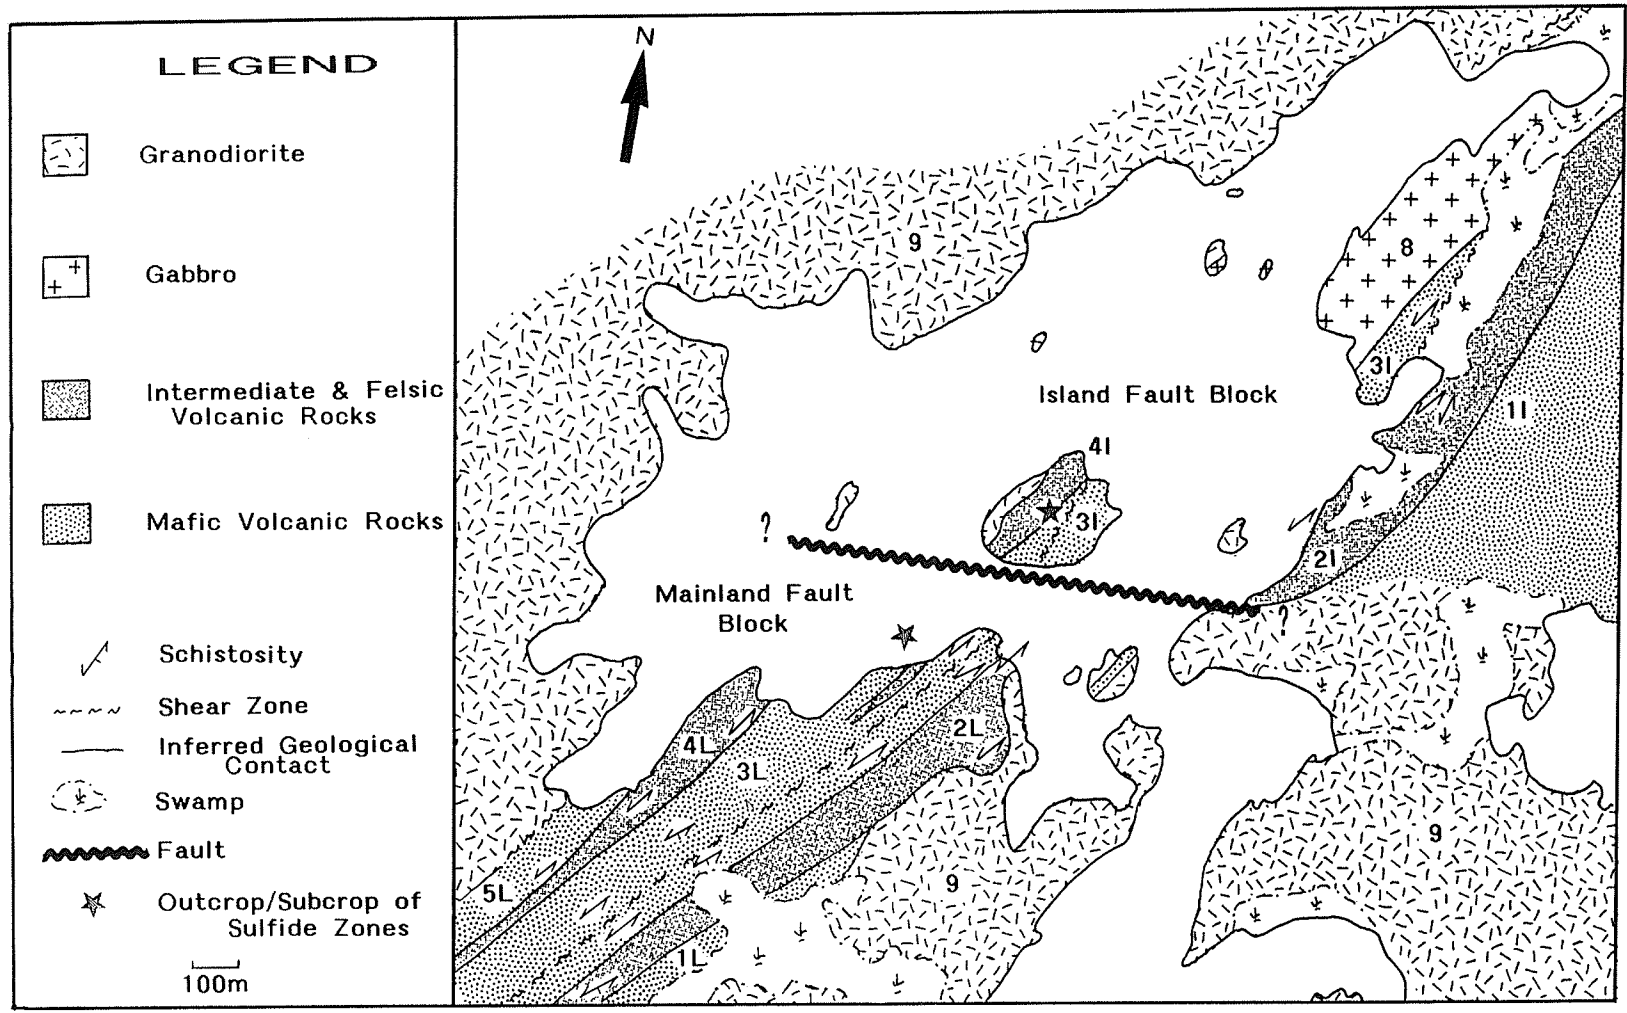 LEGEND
Granodiorite
Gabbro
Intermediate & Felsic
Volcanic Rocks
Mafic Volcanic Rocks
Schistosity
Shear Zone
Inferred Geological
Contact
Swamp
Fault
Outcrop/Subcrop of
Sulfide Zones
100m
N
9
8
3I
Island Fault Block
1I
4I
3I
?
2I
Mainland Fault
Block
?
4L
3L
2L
9
9
5L
1L